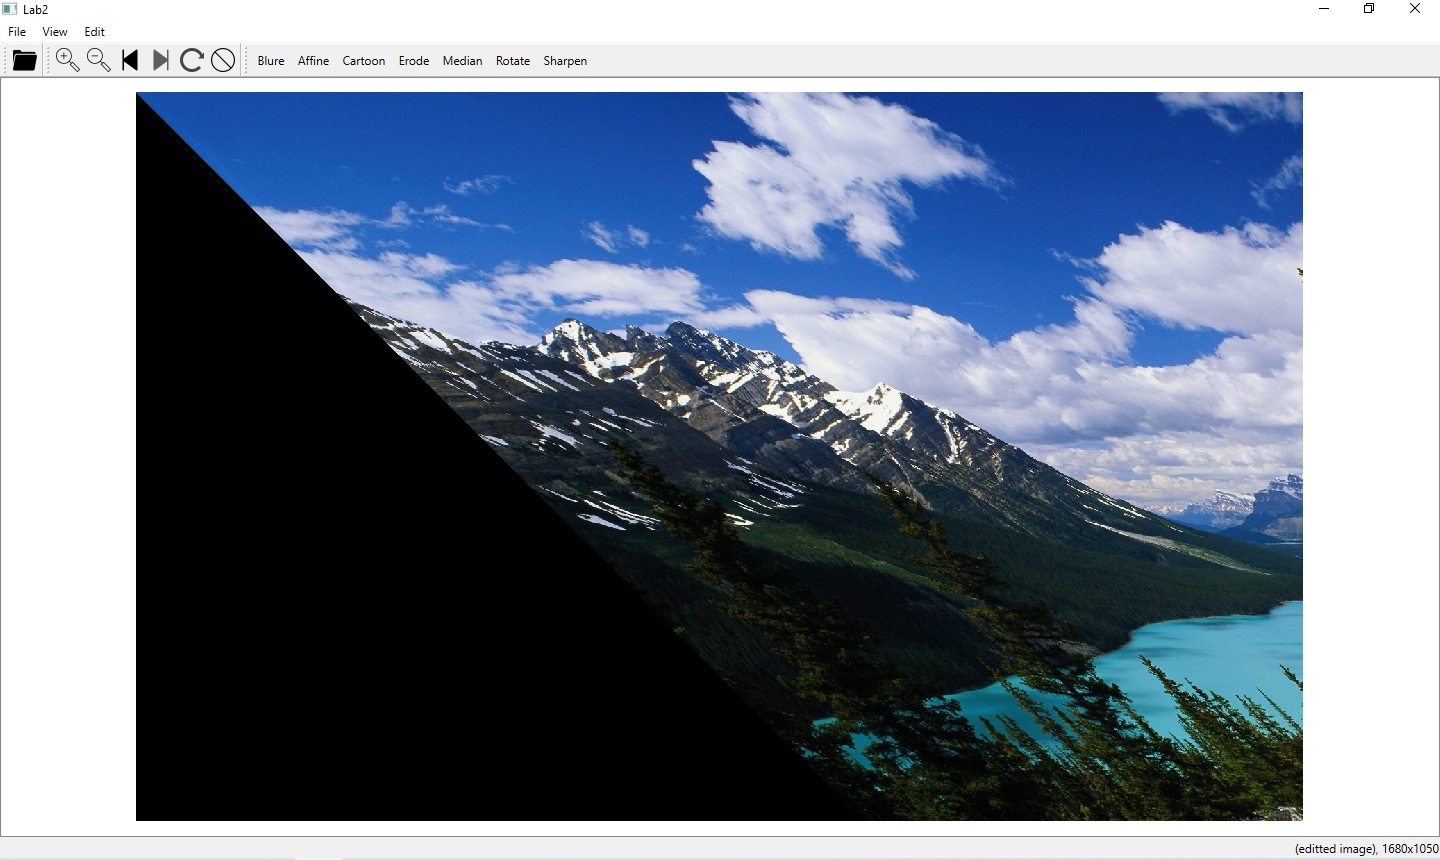 Lab2
File View Edit
Blure Affine Cartoon Erode Median Rotate Sharpen
(editted image), 1680x1050